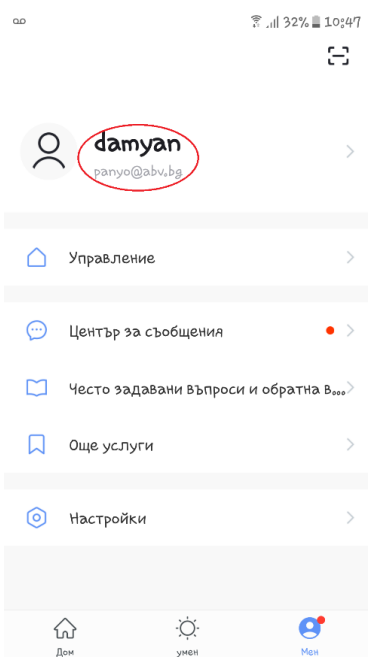 32% 10:47
damyan
panyo@abv.bg
Управление
Център за съобщения
Често задавани въпроси и обратна в...
Още услуги
Настройки
Дом умен Мен